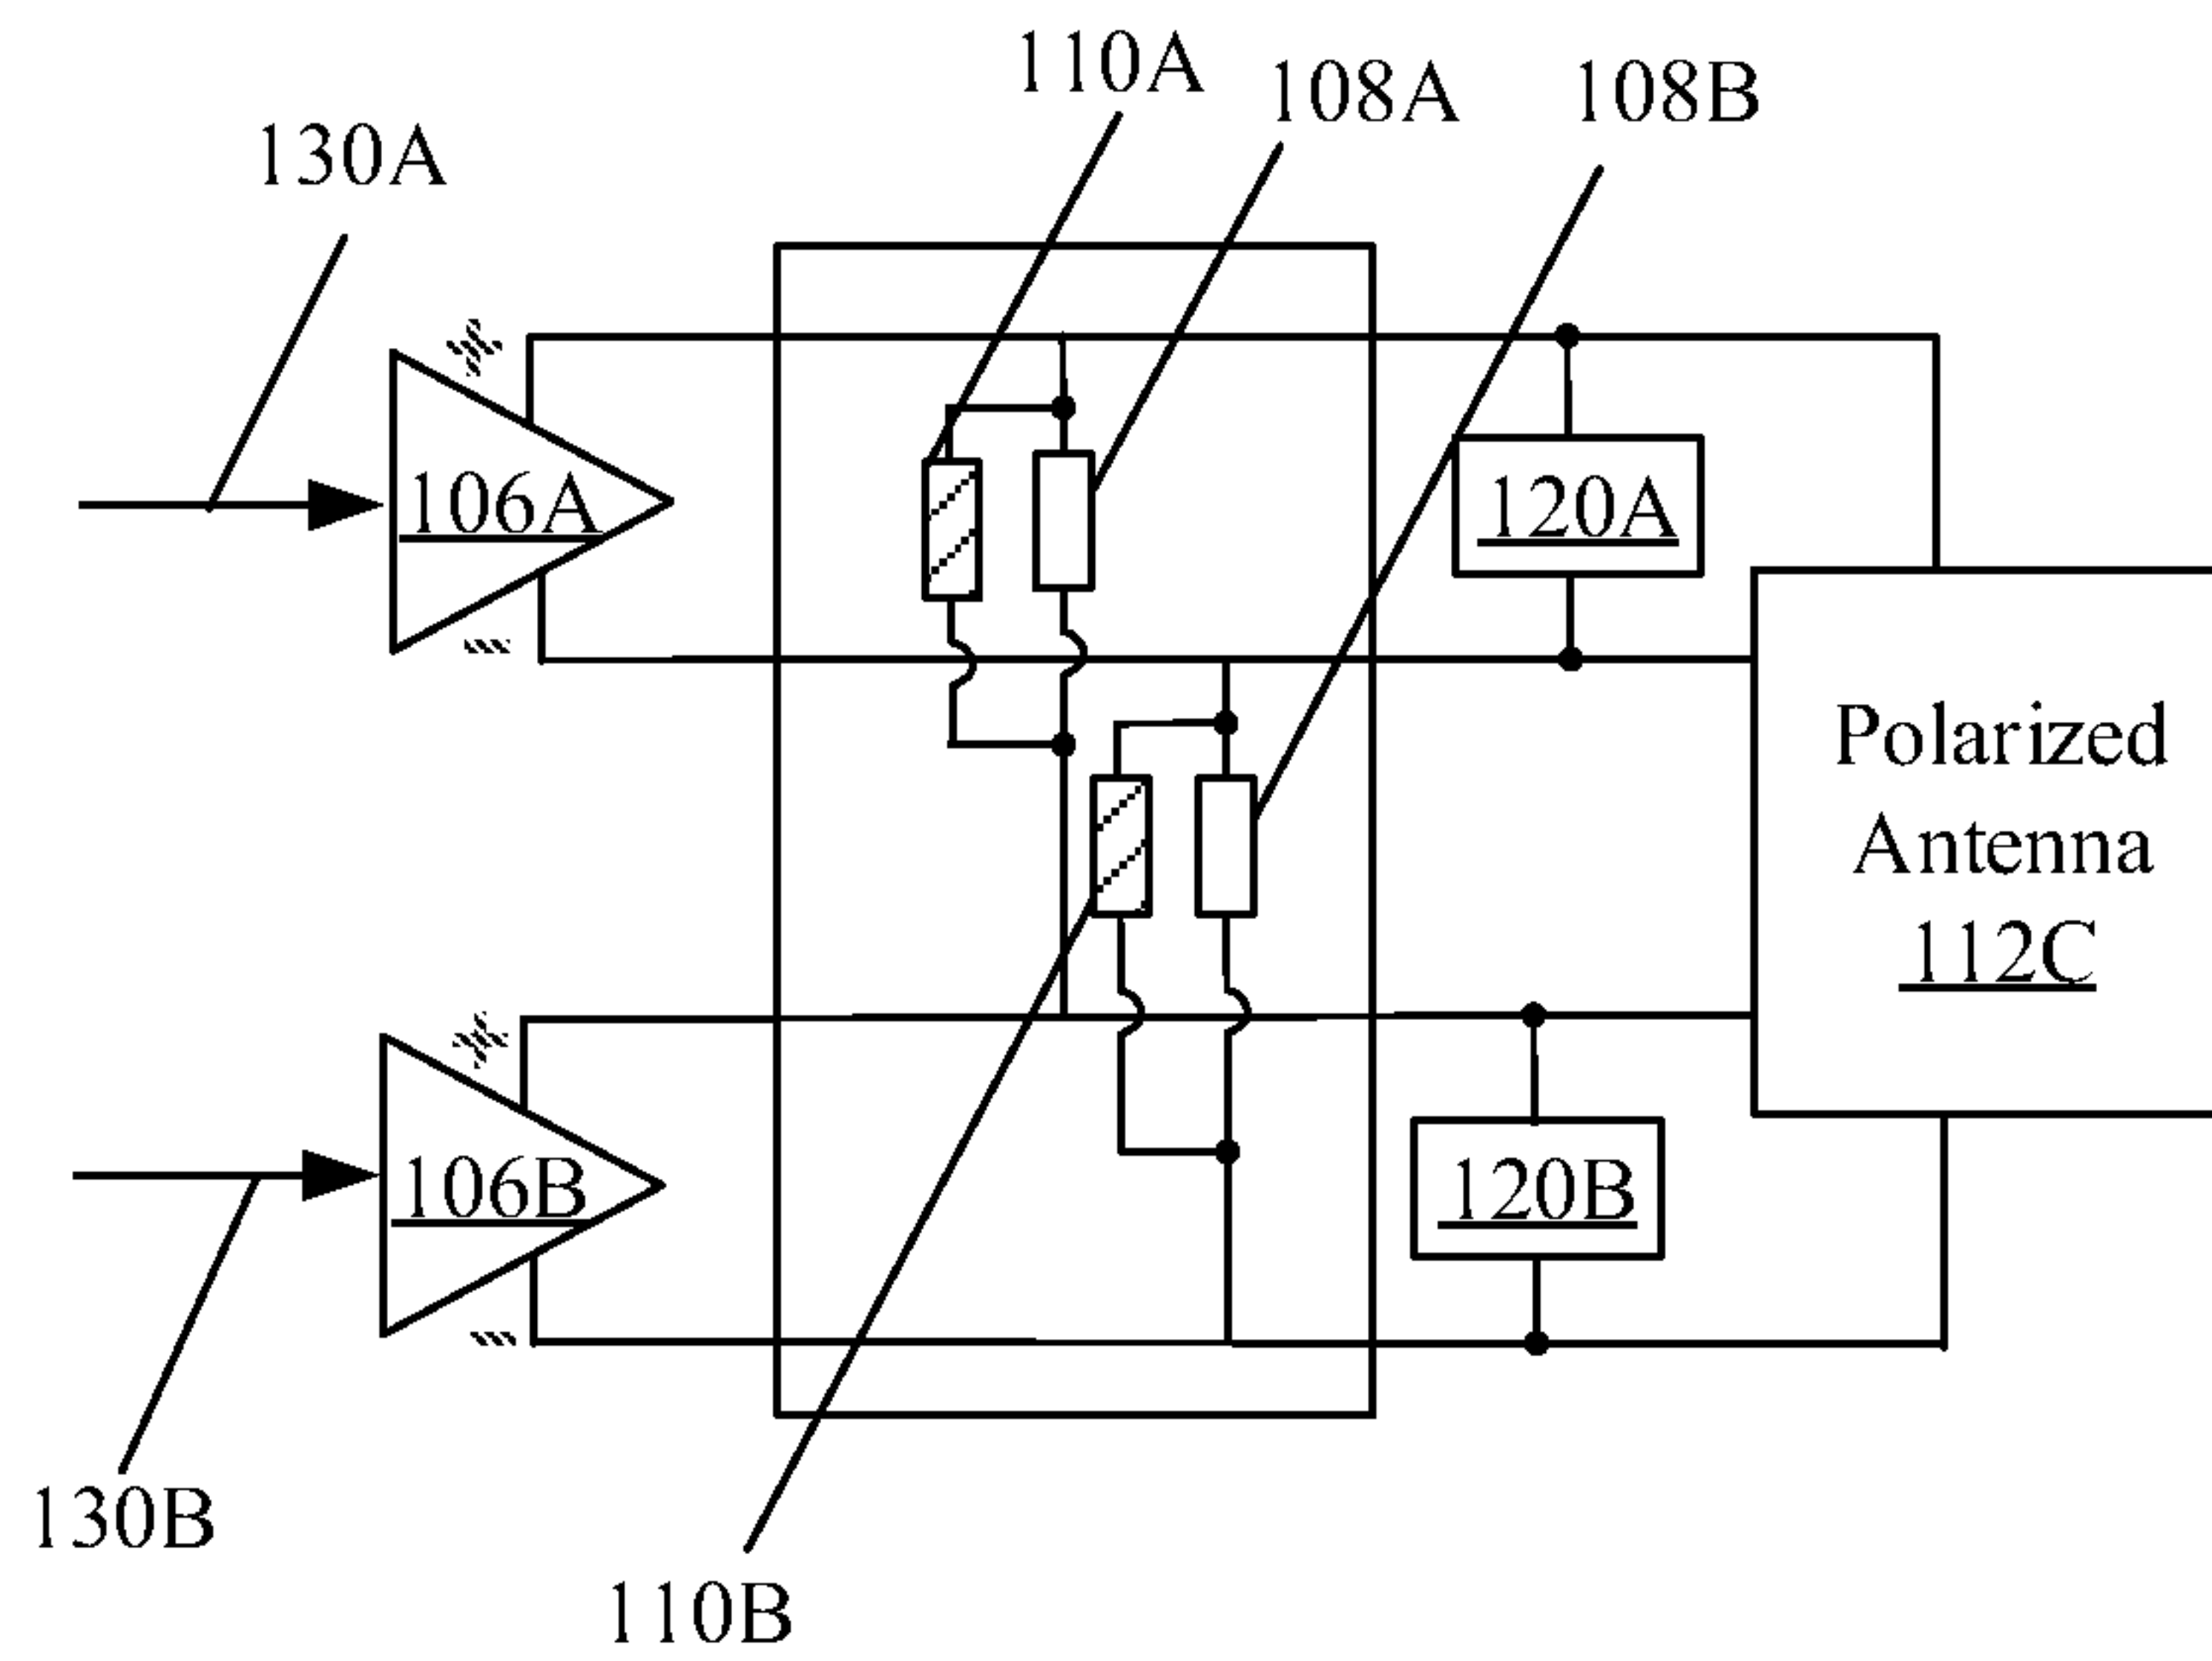 110A
108A
108B
130A
+
106A
120A
-
Polarized
Antenna
112C
+
106B
120B
-
130B
110B